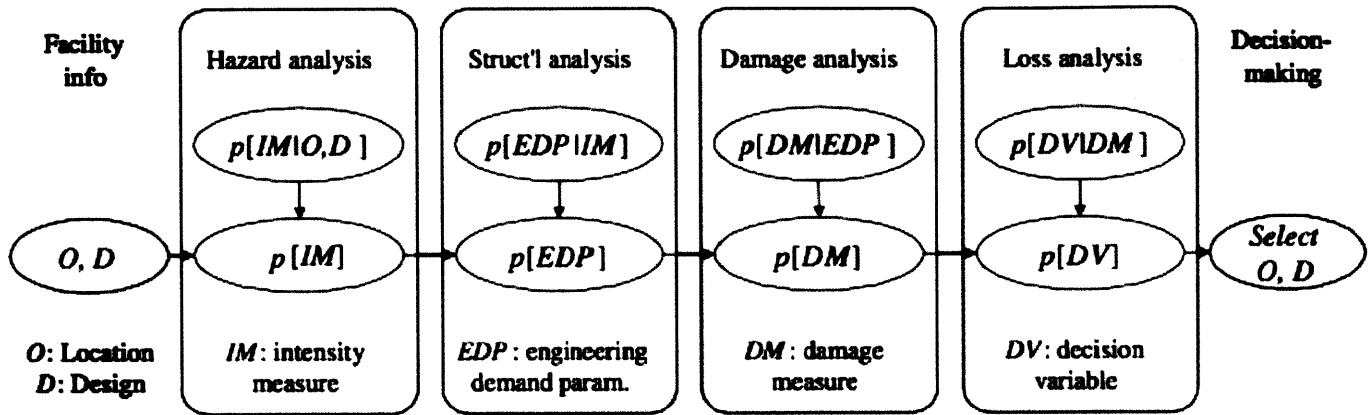 Facility
info
Hazard analysis
Struct'l analysis
Damage analysis
Loss analysis
Decision-
making
p[IM|O,D ]
p[EDP|IM]
p[DM|EDP ]
p[DV|DM ]
O, D
p [IM]
p[EDP]
p[DM]
p[DV]
Select
O, D
O: Location
D: Design
IM : intensity
measure
EDP : engineering
demand param.
DM : damage
measure
DV : decision
variable